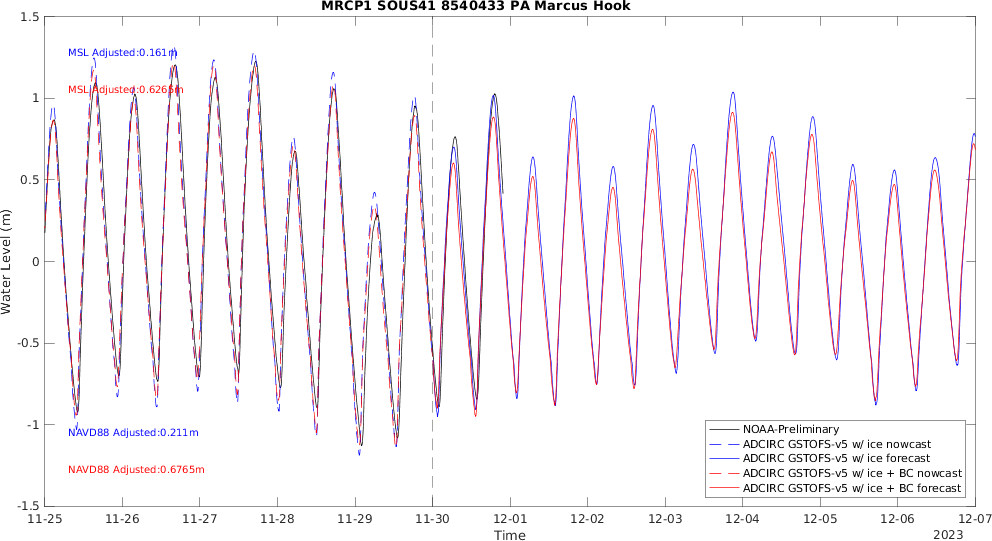 MRCP1 SOUS41 8540433 PA Marcus Hook
1.5
1
0.5
0
-0.5
-1
-1.5
Water Level (m)
MSL Adjusted:0.161m
MSL Adjusted:0.6265m
NAVD88 Adjusted:0.211m
NAVD88 Adjusted:0.6765m
NOAA-Preliminary
ADCIRC GSTOFS-v5 w/ ice nowcast
ADCIRC GSTOFS-v5 w/ ice forecast
ADCIRC GSTOFS-v5 w/ ice + BC nowcast
ADCIRC GSTOFS-v5 w/ ice + BC forecast
11-25 11-26 11-27 11-28 11-29 11-30 12-01 12-02 12-03 12-04 12-05 12-06 12-07
Time
2023